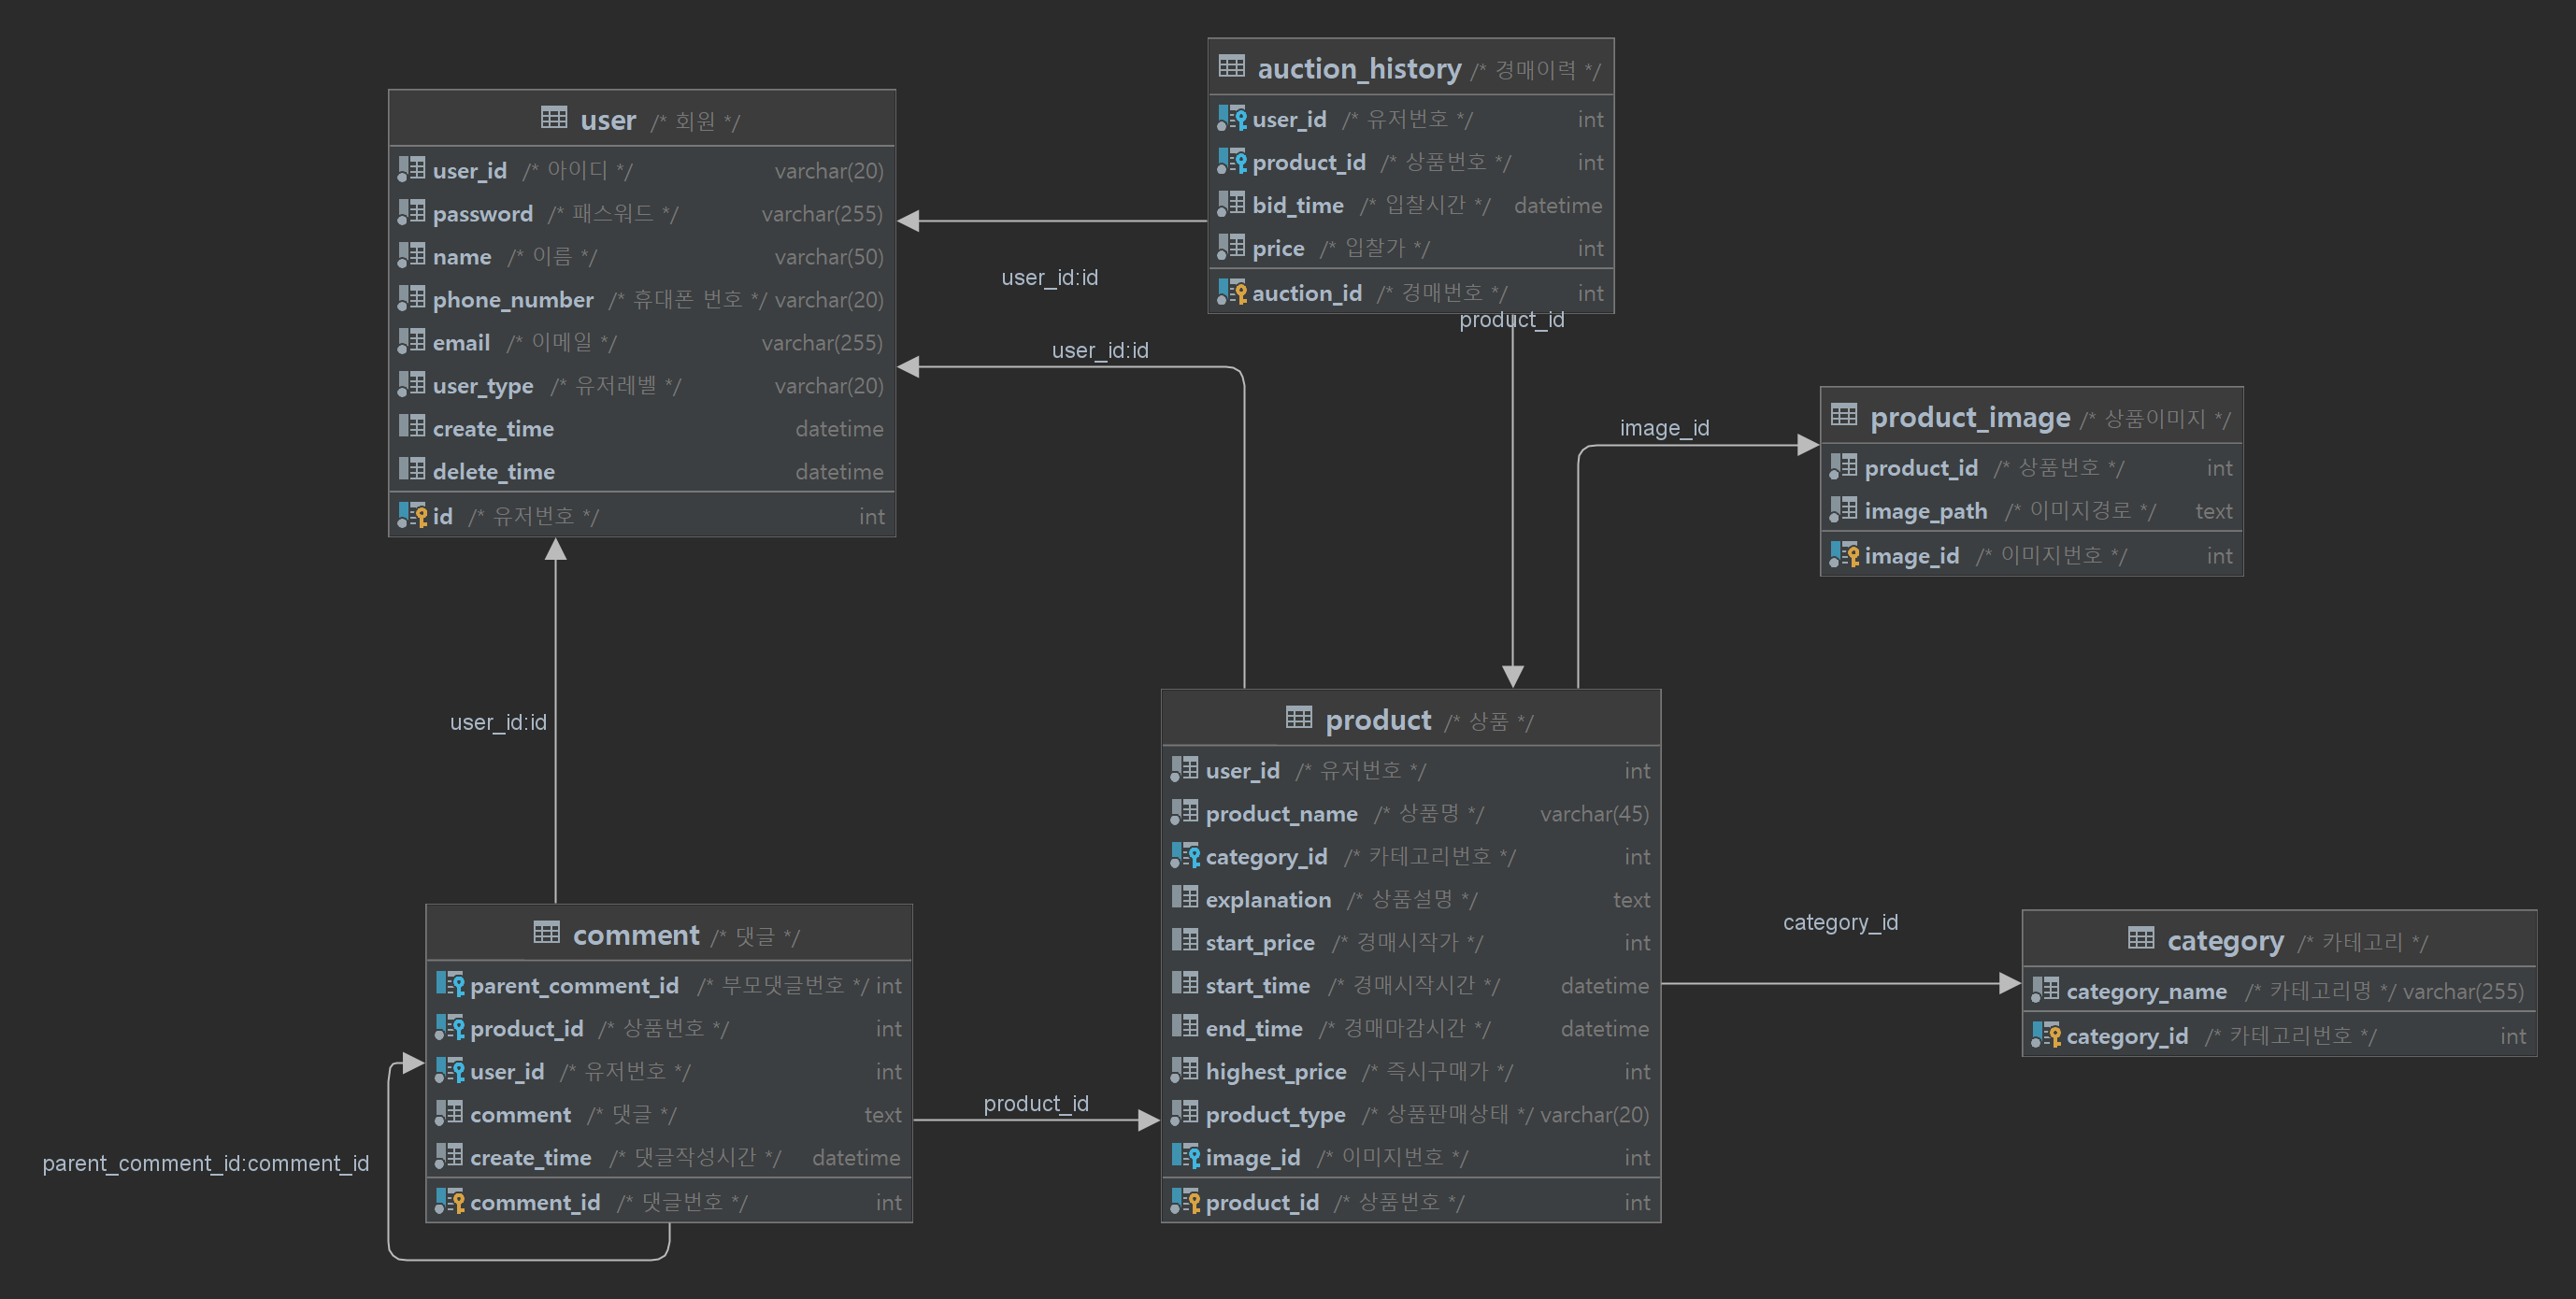 user /* 회원 */
user_id /* 아이디 */ varchar(20)
password /* 패스워드 */ varchar(255)
name /* 이름 */ varchar(50)
phone_number /* 휴대폰 번호 */ varchar(20)
email /* 이메일 */ varchar(255)
user_type /* 유저레벨 */ varchar(20)
create_time datetime
delete_time datetime
id /* 유저번호 */ int
auction_history /* 경매이력 */
user_id /* 유저번호 */ int
product_id /* 상품번호 */ int
bid_time /* 입찰시간 */ datetime
price /* 입찰가 */ int
auction_id /* 경매번호 */ int
user_id:id
product_id
user_id:id
image_id
product_image /* 상품이미지 */
product_id /* 상품번호 */ int
image_path /* 이미지경로 */ text
image_id /* 이미지번호 */ int
user_id:id
product /* 상품 */
user_id /* 유저번호 */ int
product_name /* 상품명 */ varchar(45)
category_id /* 카테고리번호 */ int
explanation /* 상품설명 */ text
start_price /* 경매시작가 */ int
start_time /* 경매시작시간 */ datetime
end_time /* 경매마감시간 */ datetime
highest_price /* 즉시구매가 */ int
product_type /* 상품판매상태 */ varchar(20)
image_id /* 이미지번호 */ int
product_id /* 상품번호 */ int
comment /* 댓글 */
parent_comment_id /* 부모댓글번호 */ int
product_id /* 상품번호 */ int
user_id /* 유저번호 */ int
comment /* 댓글 */ text
create_time /* 댓글작성시간 */ datetime
comment_id /* 댓글번호 */ int
product_id
parent_comment_id:comment_id
category_id
category /* 카테고리 */
category_name /* 카테고리명 */ varchar(255)
category_id /* 카테고리번호 */ int